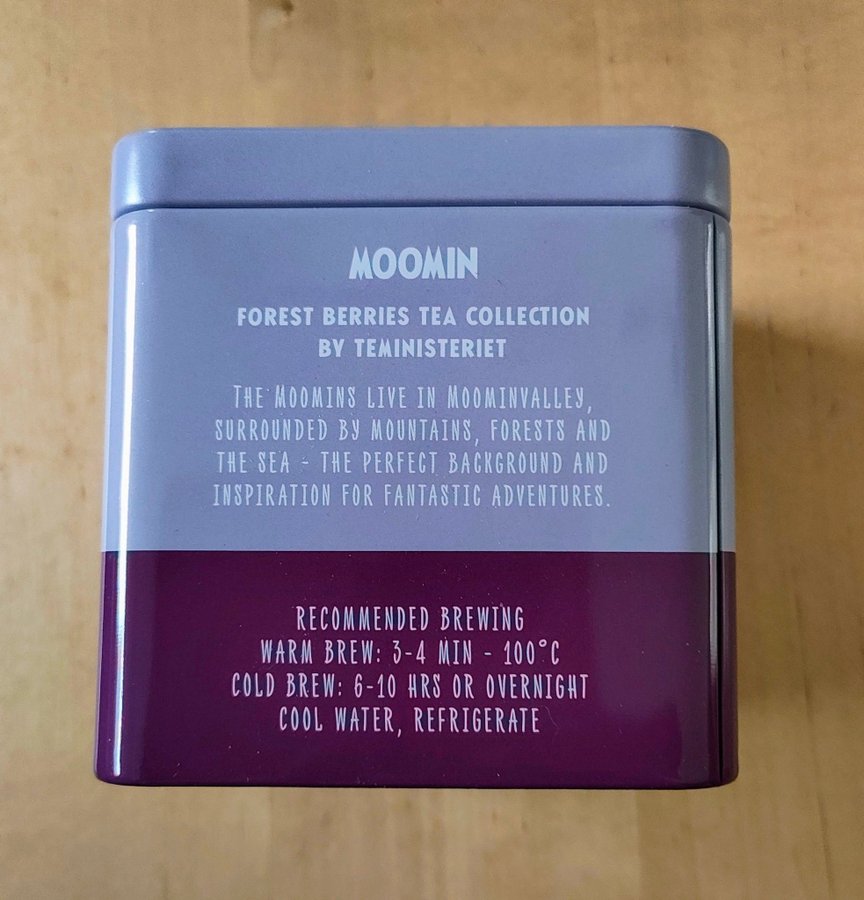 MOOMIN
FOREST BERRIES TEA COLLECTION
BY TEMINISTERIET
THE MOOMINS LIVE IN MOOMINVALLEY,
SURROUNDED BY MOUNTAINS, FORESTS AND
THE SEA - THE PERFECT BACKGROUND AND
INSPIRATION FOR FANTASTIC ADVENTURES.
RECOMMENDED BREWING
WARM BREW: 3-4 MIN - 100°C
COLD BREW: 6-10 HRS OR OVERNIGHT
COOL WATER, REFRIGERATE